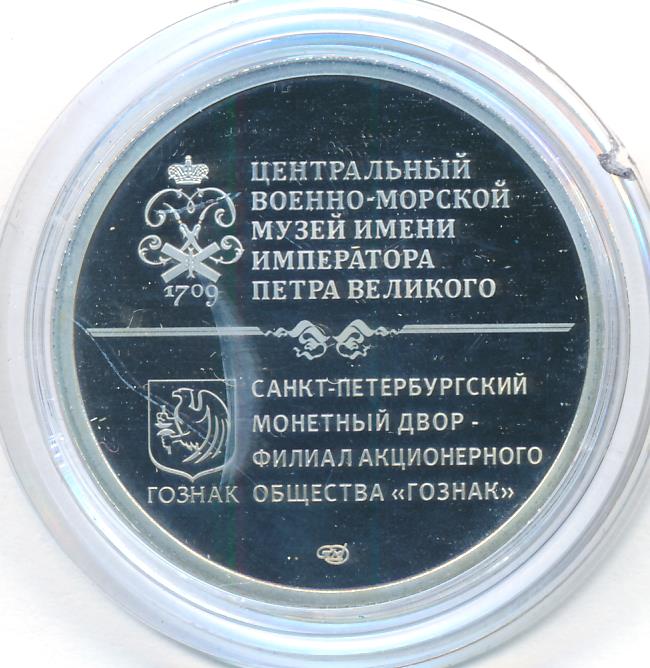 ЦЕНТРАЛЬНЫЙ
ВОЕННО-МОРСКОЙ
МУЗЕЙ ИМЕНИ
ИМПЕРАТОРА
ПЕТРА ВЕЛИКОГО
1709
САНКТ-ПЕТЕРБУРГСКИЙ
МОНЕТНЫЙ ДВОР -
ФИЛИАЛ АКЦИОНЕРНОГО
ОБЩЕСТВА «ГОЗНАК»
ГОЗНАК